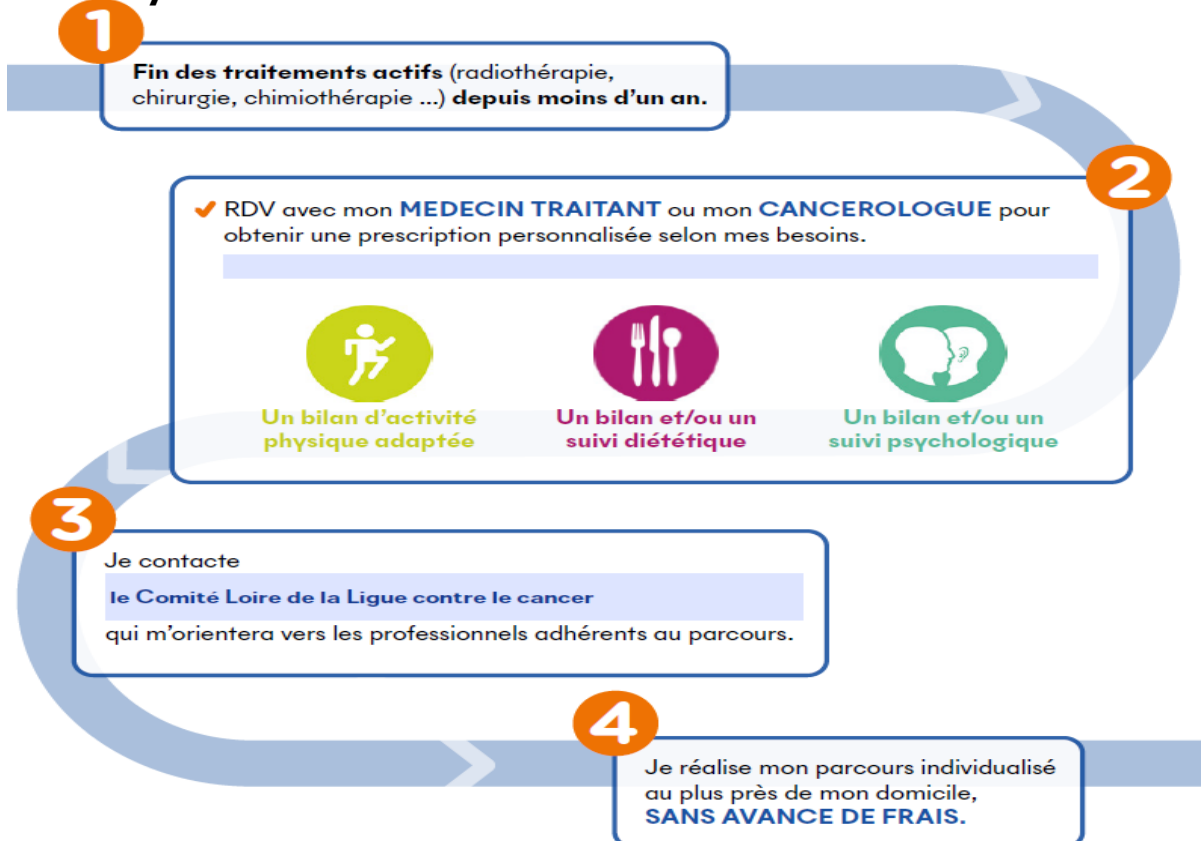 1
Fin des traitements actifs (radiothérapie,
chirurgie, chimiothérapie ...) depuis moins d'un an.
2
RDV avec mon MEDECIN TRAITANT ou mon CANCEROLOGUE pour
obtenir une prescription personnalisée selon mes besoins.
Un bilan d'activité
physique adaptée
Un bilan et/ou un
suivi diététique
Un bilan et/ou un
suivi psychologique
3
Je contacte
le Comité Loire de la Ligue contre le cancer
qui m'orientera vers les professionnels adhérents au parcours.
4
Je réalise mon parcours individualisé
au plus près de mon domicile,
SANS AVANCE DE FRAIS.